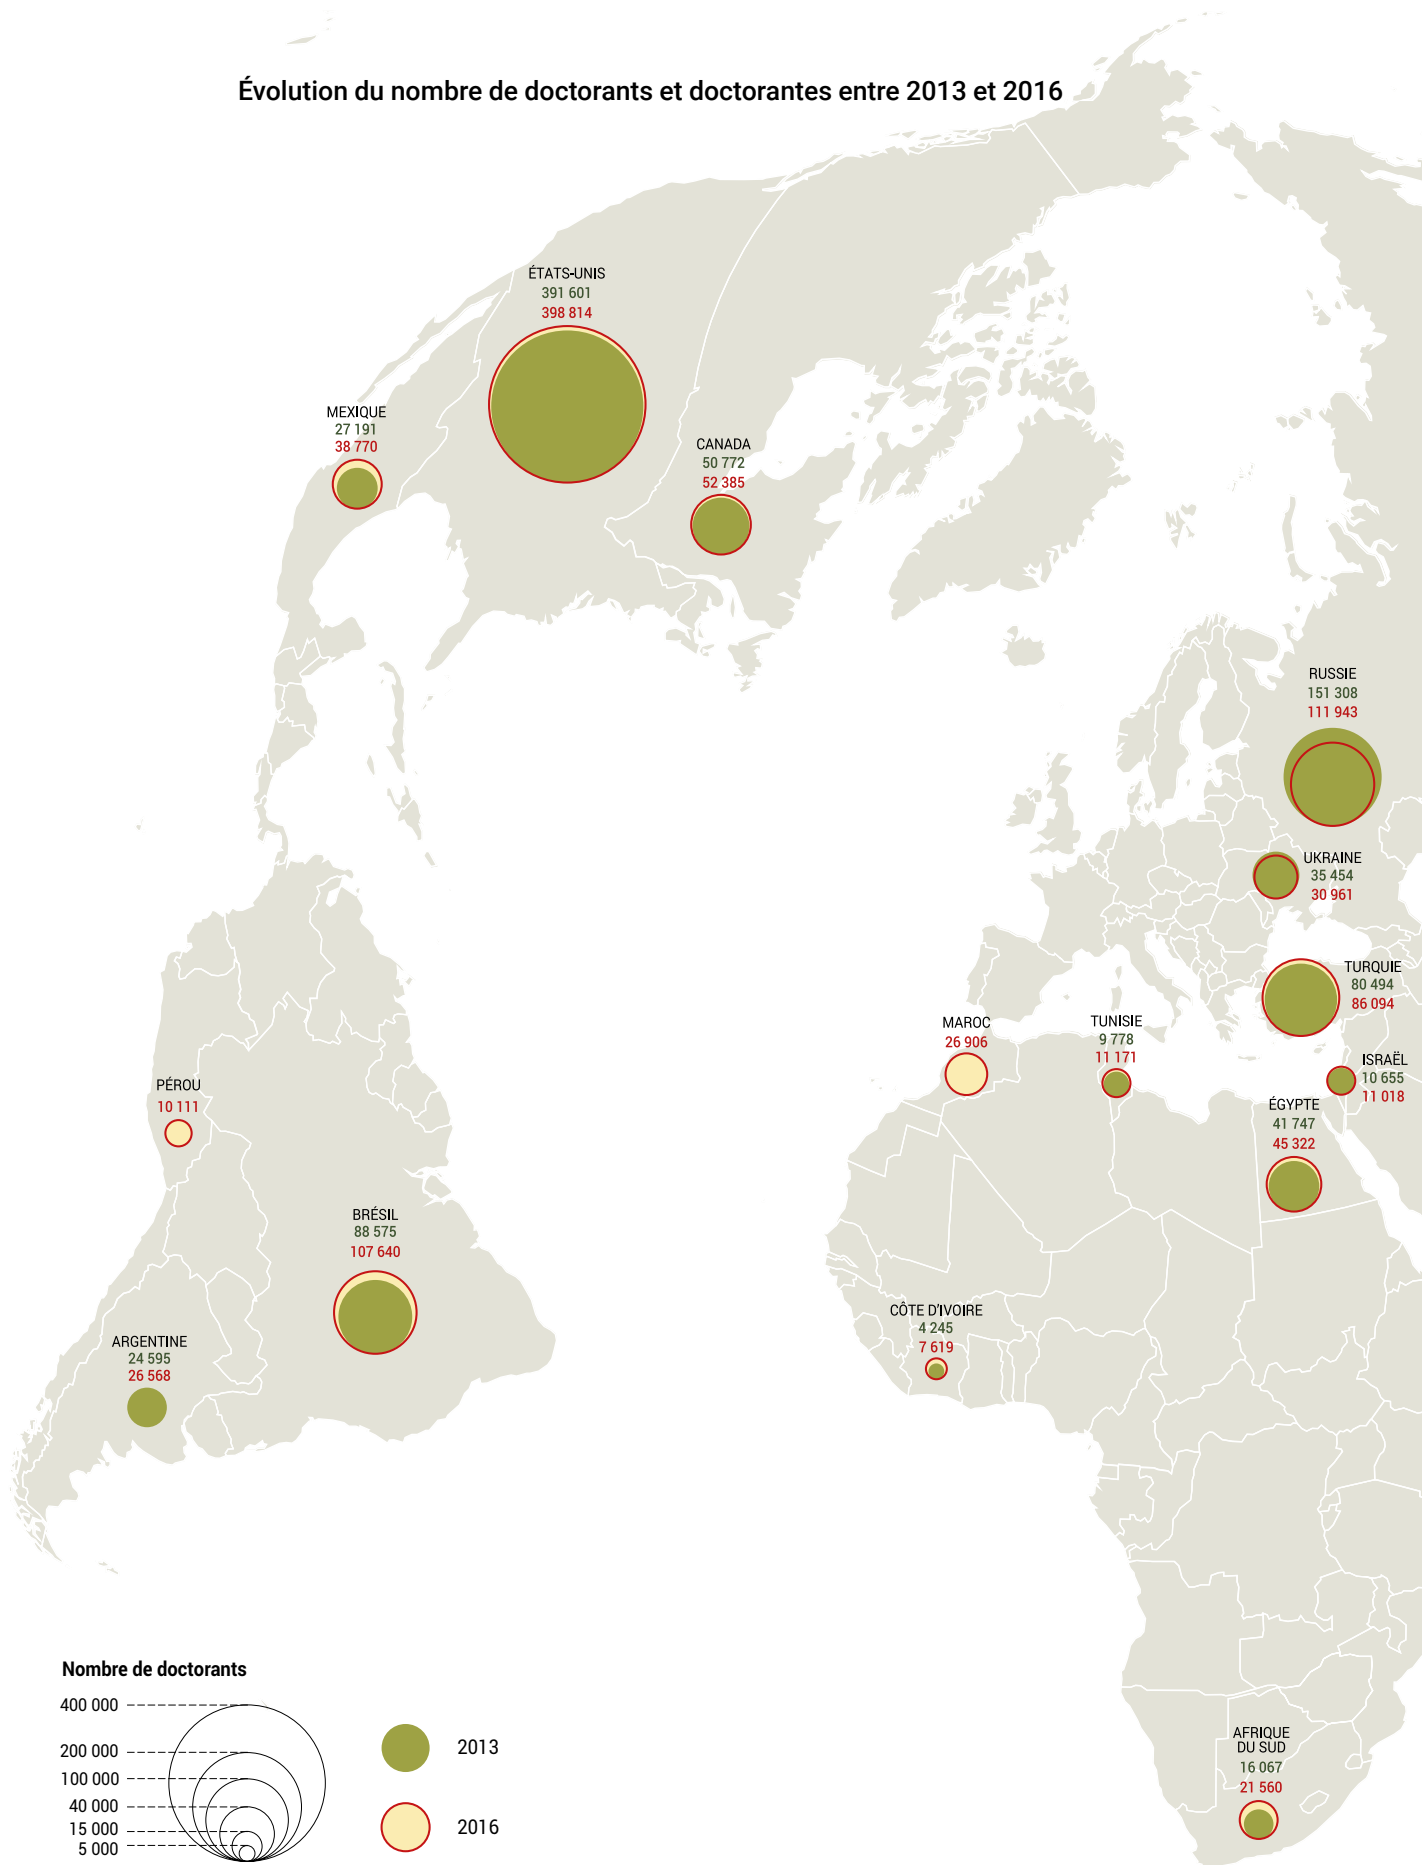 Évolution du nombre de doctorants et doctorantes entre 2013 et 2016
ÉTATS-UNIS
391 601
398 814
MEXIQUE
27 191
38 770
CANADA
50 772
52 385
RUSSIE
151 308
111 943
UKRAINE
35 454
30 961
TURQUIE
80 494
86 094
MAROC
26 906
TUNISIE
9 778
11 171
ISRAËL
10 655
11 018
PÉROU
10 111
ÉGYPTE
41 747
45 322
BRÉSIL
88 575
107 640
CÔTE D'IVOIRE
4 245
7 619
ARGENTINE
24 595
26 568
AFRIQUE
DU SUD
16 067
21 560
Nombre de doctorants
400 000
200 000
100 000
40 000
15 000
5 000
2013
2016